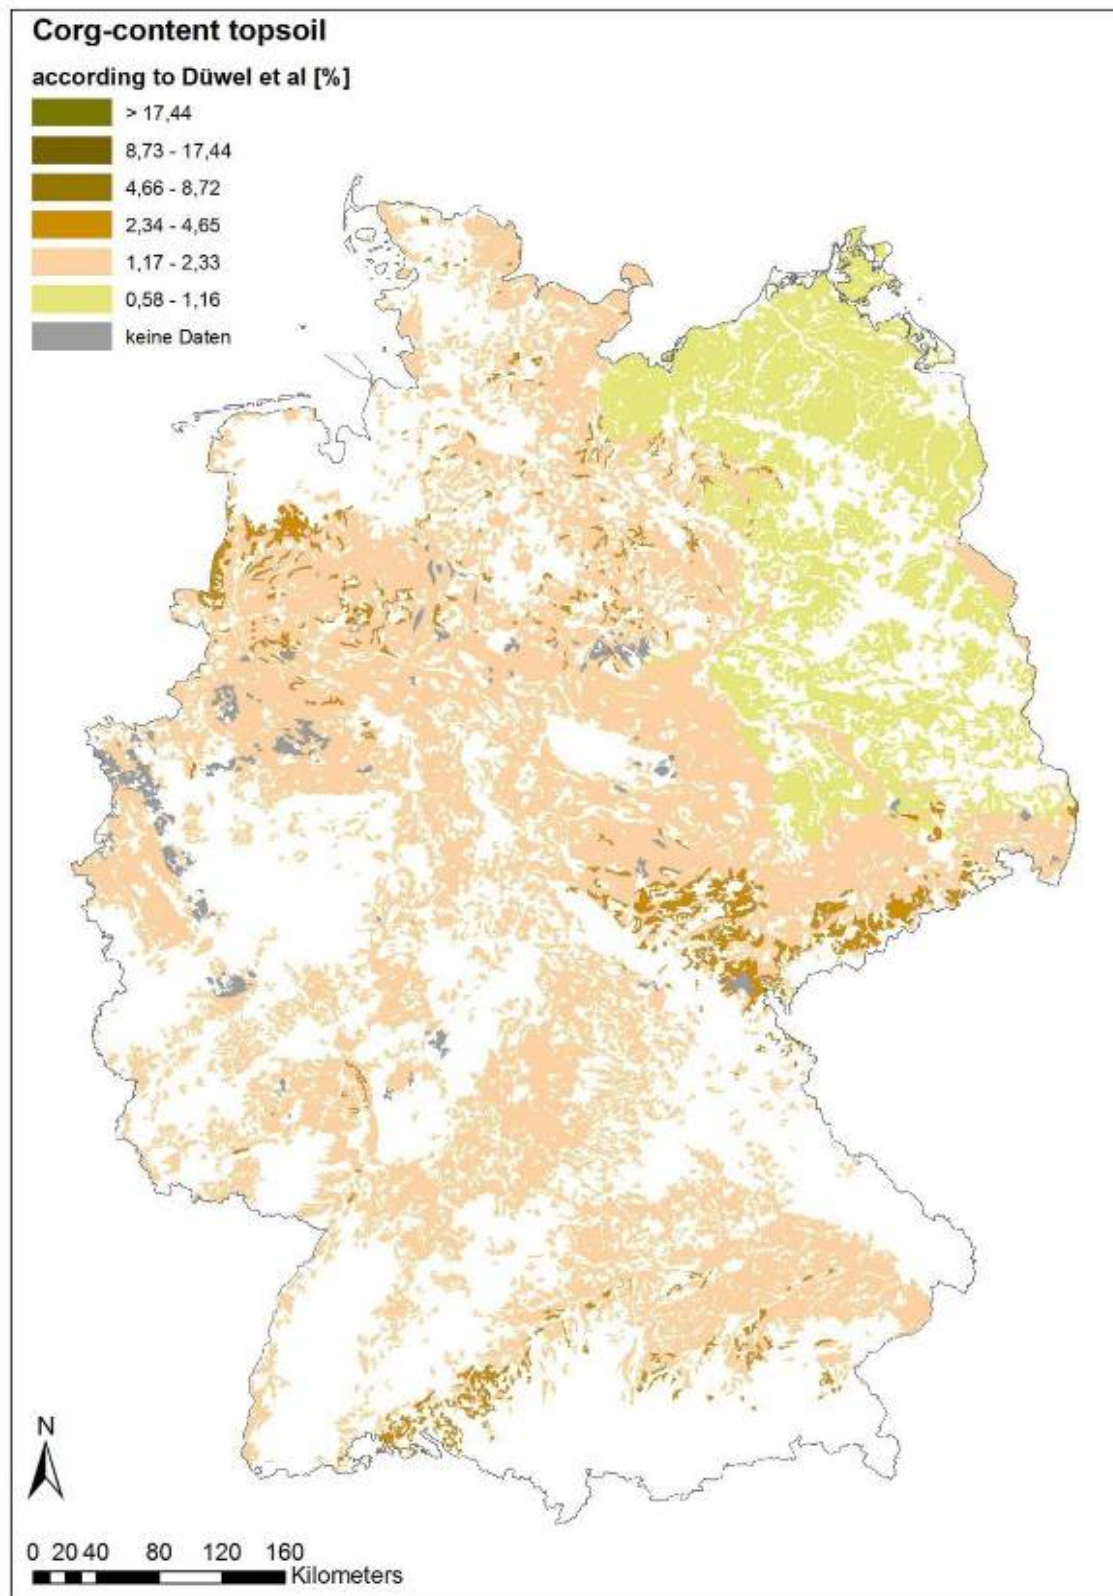 Corg-content topsoil
according to Düwel et al [%]
> 17,44
8,73 - 17,44
4,66 - 8,72
2,34 - 4,65
1,17 - 2,33
0,58 - 1,16
keine Daten
N
0 20 40 80 120 160
Kilometers